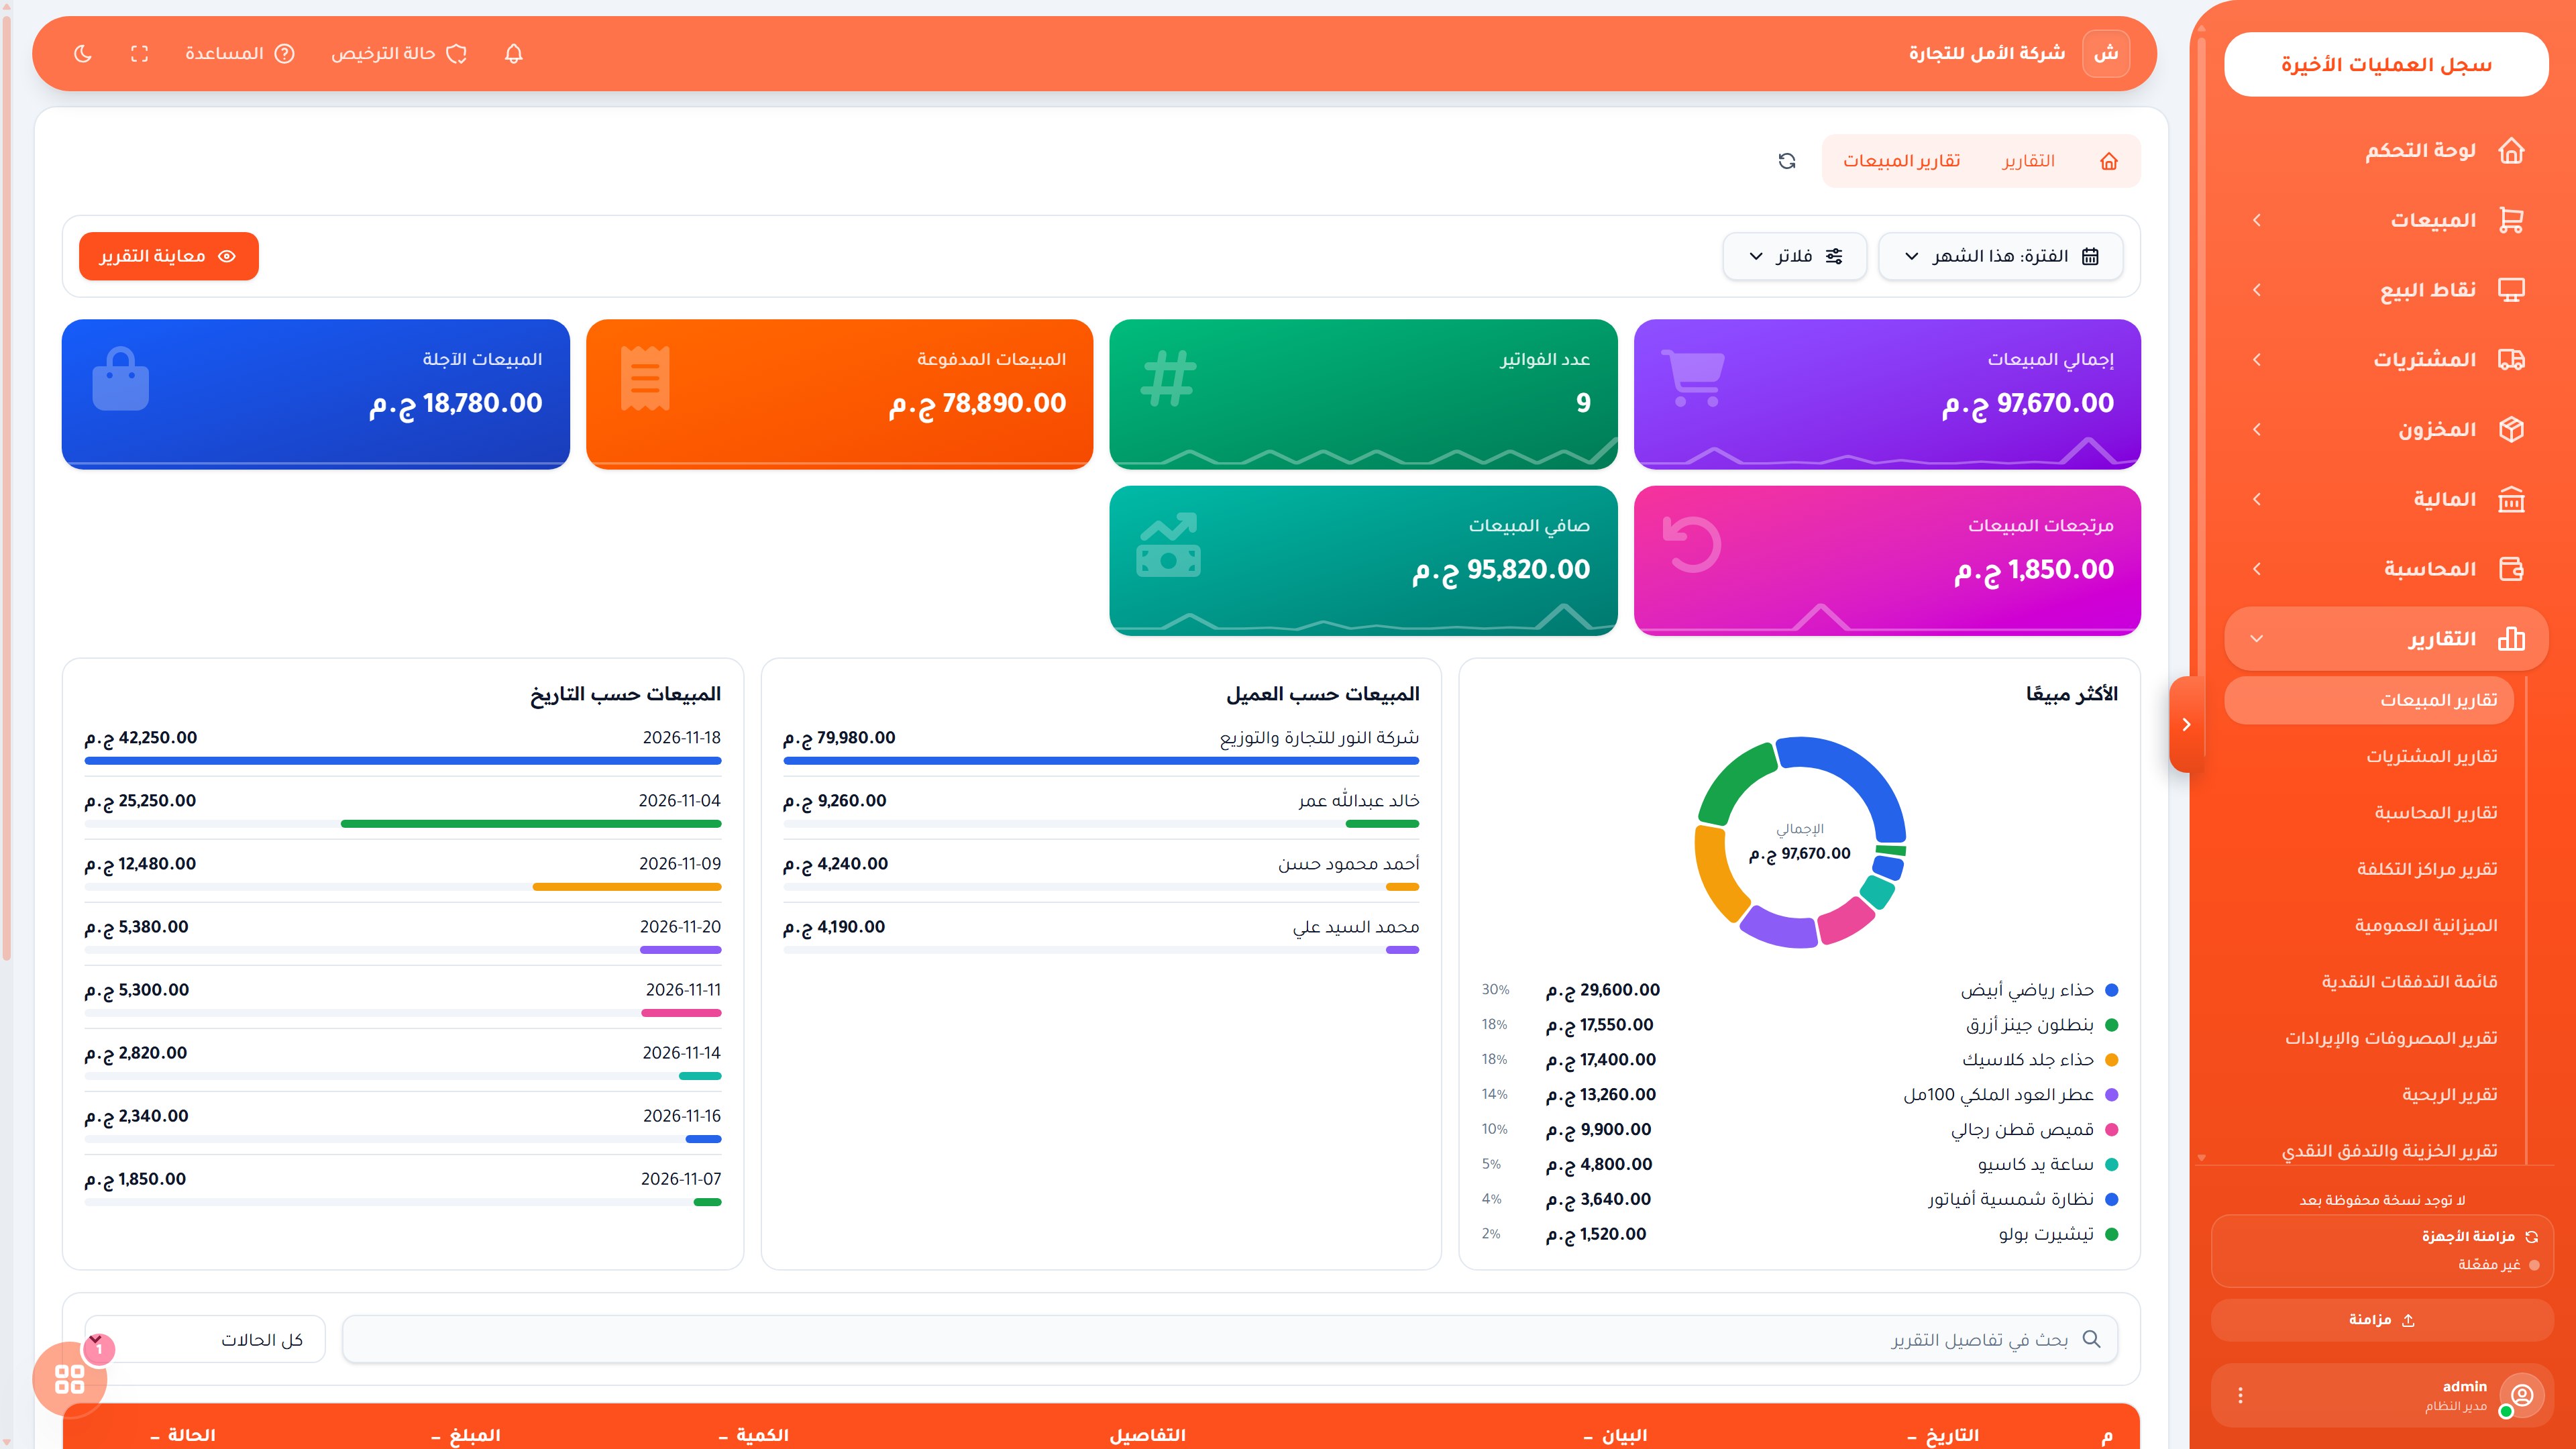 سجل العمليات الأخيرة
لوحة التحكم
المبيعات
نقاط البيع
المشتريات
المخزون
المالية
المحاسبة
التقارير
تقارير المبيعات
تقارير المشتريات
تقارير المحاسبة
تقرير مراكز التكلفة
الميزانية العمومية
قائمة التدفقات النقدية
تقرير المصروفات والإيرادات
تقرير الربحية
تقرير الخزينة والتدفق النقدي
لا توجد نسخة محفوظة بعد
مزامنة الأجهزة
غير مفعّلة
مزامنة
admin
مدير النظام
ش شركة الأمل للتجارة
حالة الترخيص
المساعدة
التقارير تقارير المبيعات
الفترة: هذا الشهر
فلاتر
معاينة التقرير
إجمالي المبيعات
97,670.00 ج.م
عدد الفواتير
9
المبيعات المدفوعة
78,890.00 ج.م
المبيعات الآجلة
18,780.00 ج.م
مرتجعات المبيعات
1,850.00 ج.م
صافي المبيعات
95,820.00 ج.م
الأكثر مبيعًا
الإجمالي
97,670.00 ج.م
حذاء رياضي أبيض 29,600.00 ج.م 30%
بنطلون جينز أزرق 17,550.00 ج.م 18%
حذاء جلد كلاسيك 17,400.00 ج.م 18%
عطر العود الملكي 100مل 13,260.00 ج.م 14%
قميص قطن رجالي 9,900.00 ج.م 10%
ساعة يد كاسيو 4,800.00 ج.م 5%
نظارة شمسية أفياتور 3,640.00 ج.م 4%
تيشيرت بولو 1,520.00 ج.م 2%
المبيعات حسب العميل
شركة النور للتجارة والتوزيع 79,980.00 ج.م
خالد عبدالله عمر 9,260.00 ج.م
أحمد محمود حسن 4,240.00 ج.م
محمد السيد علي 4,190.00 ج.م
المبيعات حسب التاريخ
2026-11-18 42,250.00 ج.م
2026-11-04 25,250.00 ج.م
2026-11-09 12,480.00 ج.م
2026-11-20 5,380.00 ج.م
2026-11-11 5,300.00 ج.م
2026-11-14 2,820.00 ج.م
2026-11-16 2,340.00 ج.م
2026-11-07 1,850.00 ج.م
بحث في تفاصيل التقرير
كل الحالات
1
م التاريخ – البيان – التفاصيل الكمية – المبلغ – الحالة –